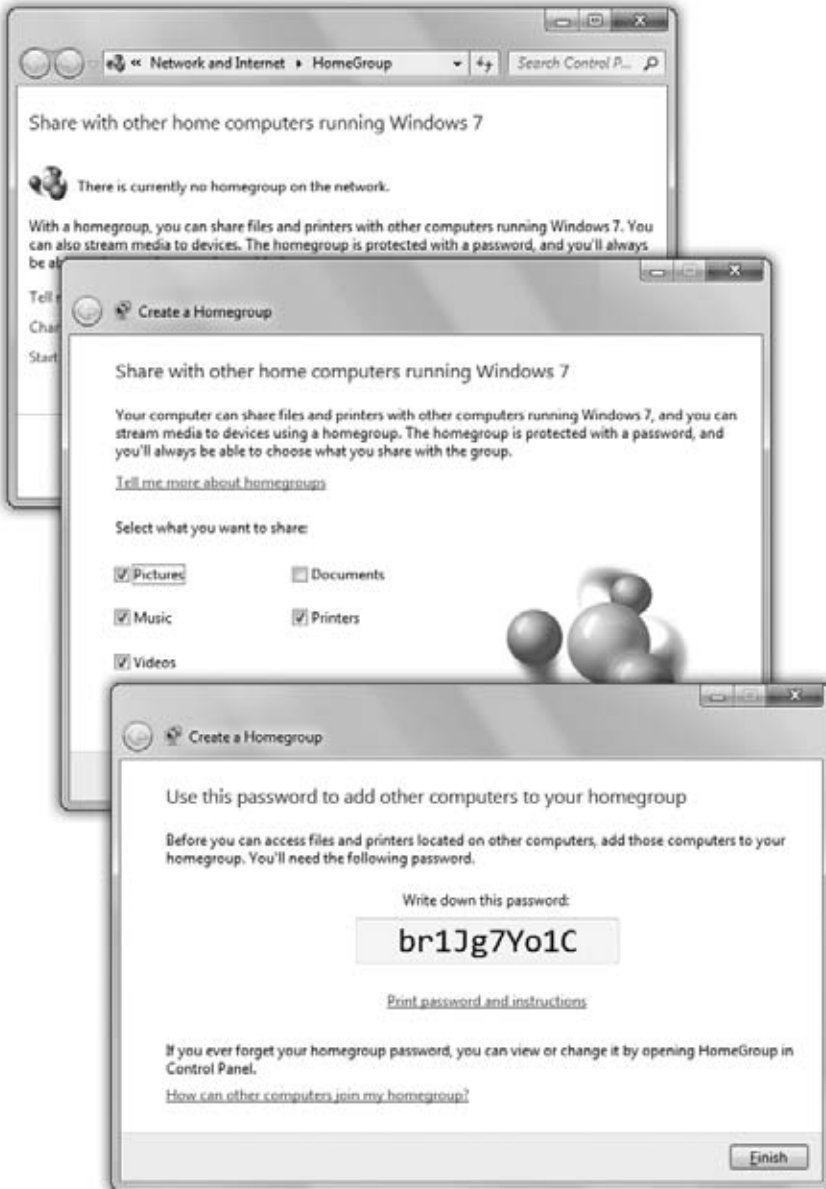 « Network and Internet ▸ HomeGroup
Search Control P...
Share with other home computers running Windows 7
There is currently no homegroup on the network.
With a homegroup, you can share files and printers with other computers running Windows 7. You
can also stream media to devices. The homegroup is protected with a password, and you'll always
be
Tell
Start
Create a Homegroup
Share with other home computers running Windows 7
Your computer can share files and printers with other computers running Windows 7, and you can
stream media to devices using a homegroup. The homegroup is protected with a password, and
you'll always be able to choose what you share with the group.
Tell me more about homegroups
Select what you want to share:
Pictures
Documents
Music
Printers
Videos
Create a Homegroup
Use this password to add other computers to your homegroup
Before you can access files and printers located on other computers, add those computers to your
homegroup. You'll need the following password.
Write down this password:
br1Jg7Yo1C
Print password and instructions
If you ever forget your homegroup password, you can view or change it by opening HomeGroup in
Control Panel.
How can other computers join my homegroup?
Finish